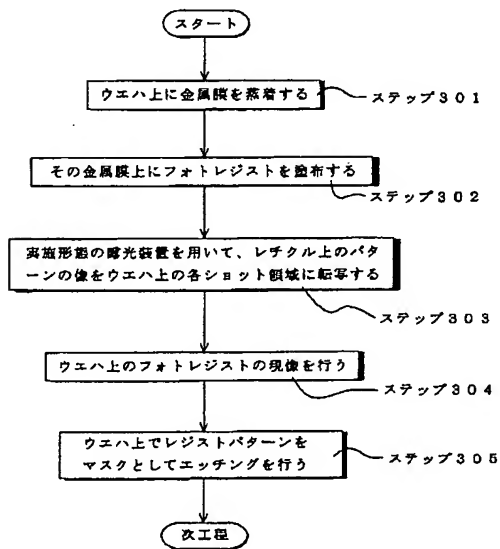 スタート
ウエハ上に金属膜を蒸着する
ステップ301
その金属膜上にフォトレジストを塗布する
ステップ302
実施形態の露光装置を用いて、レチクル上のパタ
ーンの像をウエハ上の各ショット領域に転写する
ステップ303
ウエハ上のフォトレジストの現像を行う
ステップ304
ウエハ上でレジストパターンを
マスクとしてエッチングを行う
ステップ305
次工程